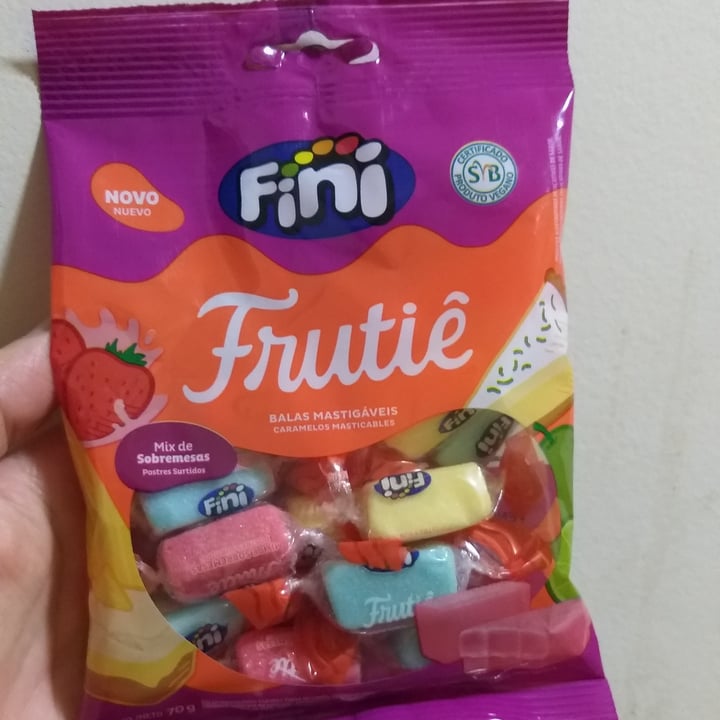 Fini
NOVO
NUEVO
CERTIFICADO
SVB
PRODUTO VEGANO
Frutiê
BALAS MASTIGÁVEIS
CARAMELOS MASTICABLES
Mix de
Sobremesas
Postres Surtidos
Fini
Fini
Fini
Fini
Frutiê
Fini
70 g